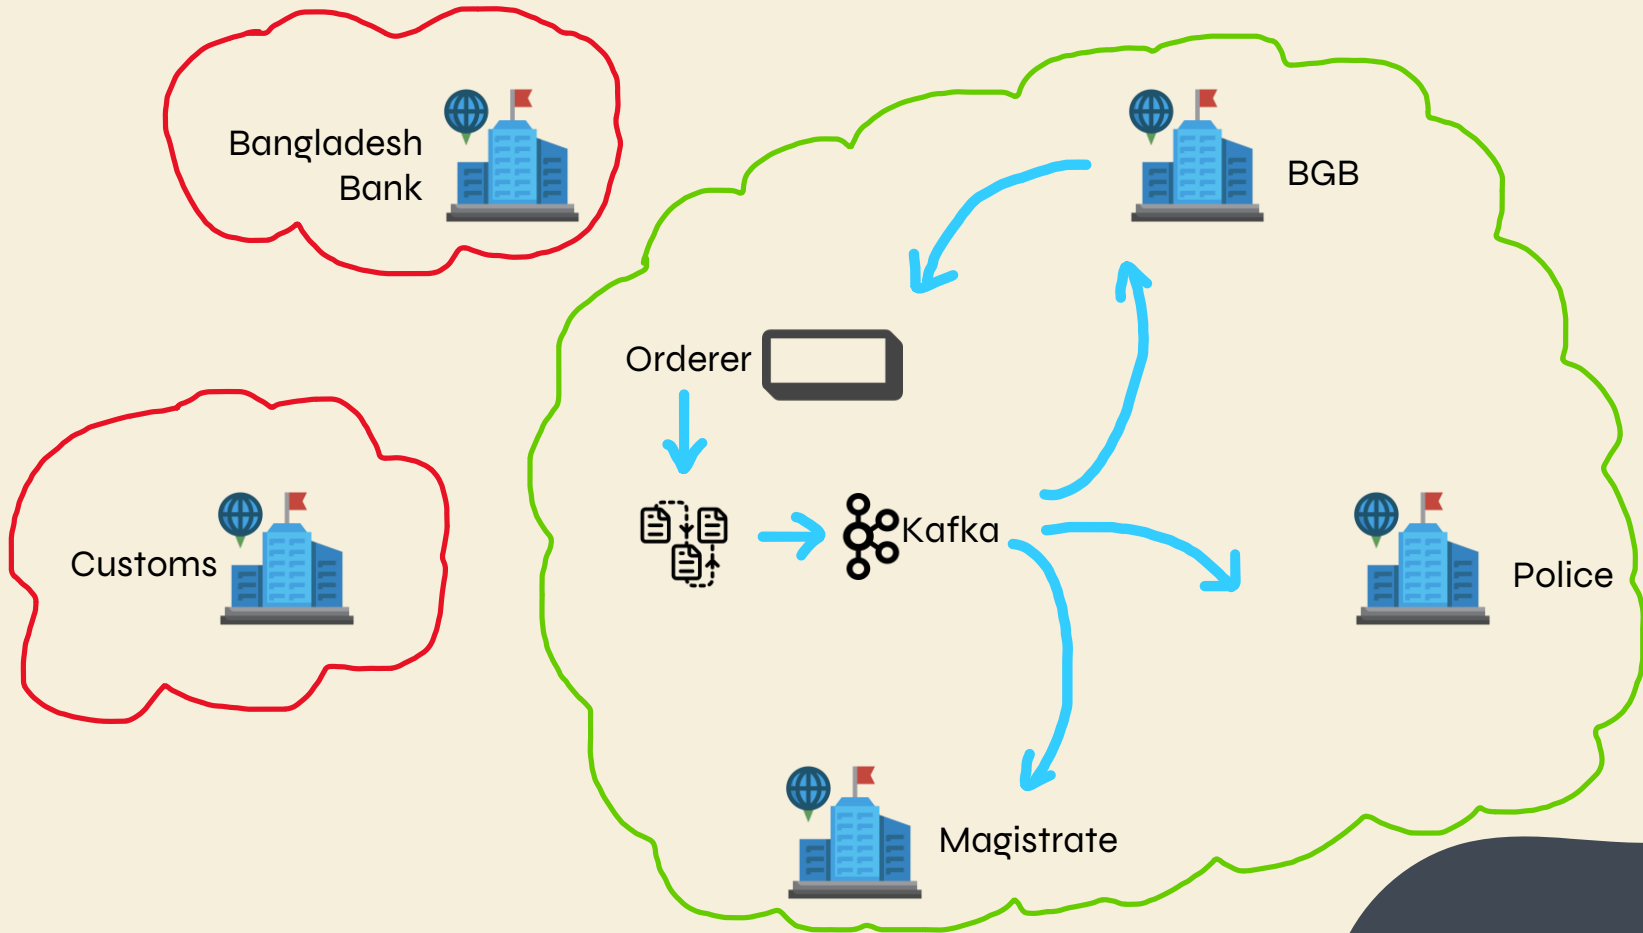 Bangladesh
Bank
BGB
Orderer
Kafka
Customs
Police
Magistrate